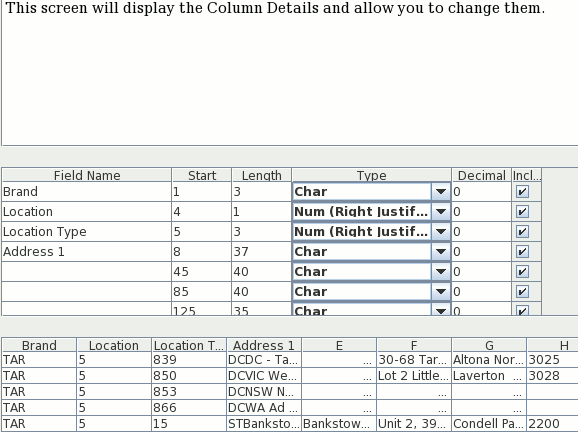 This screen will display the Column Details and allow you to change them.
Field Name Start Length Type Decimal Incl...
Brand 1 3 Char 0
Location 4 1 Num (Right Justif... 0
Location Type 5 3 Num (Right Justif... 0
Address 1 8 37 Char 0
45 40 Char 0
85 40 Char 0
125 35 Char 0
Brand Location Location T... Address 1 E F G H
TAR 5 839 DCDC - Ta... ... 30-68 Tar... Altona Nor... 3025
TAR 5 850 DCVIC We... ... Lot 2 Little... Laverton ... 3028
TAR 5 853 DCNSW N... ... ... ...
TAR 5 866 DCWA Ad ... ... ... ...
TAR 5 15 STBanksto... Bankstow... Unit 2, 39... Condell Pa... 2200